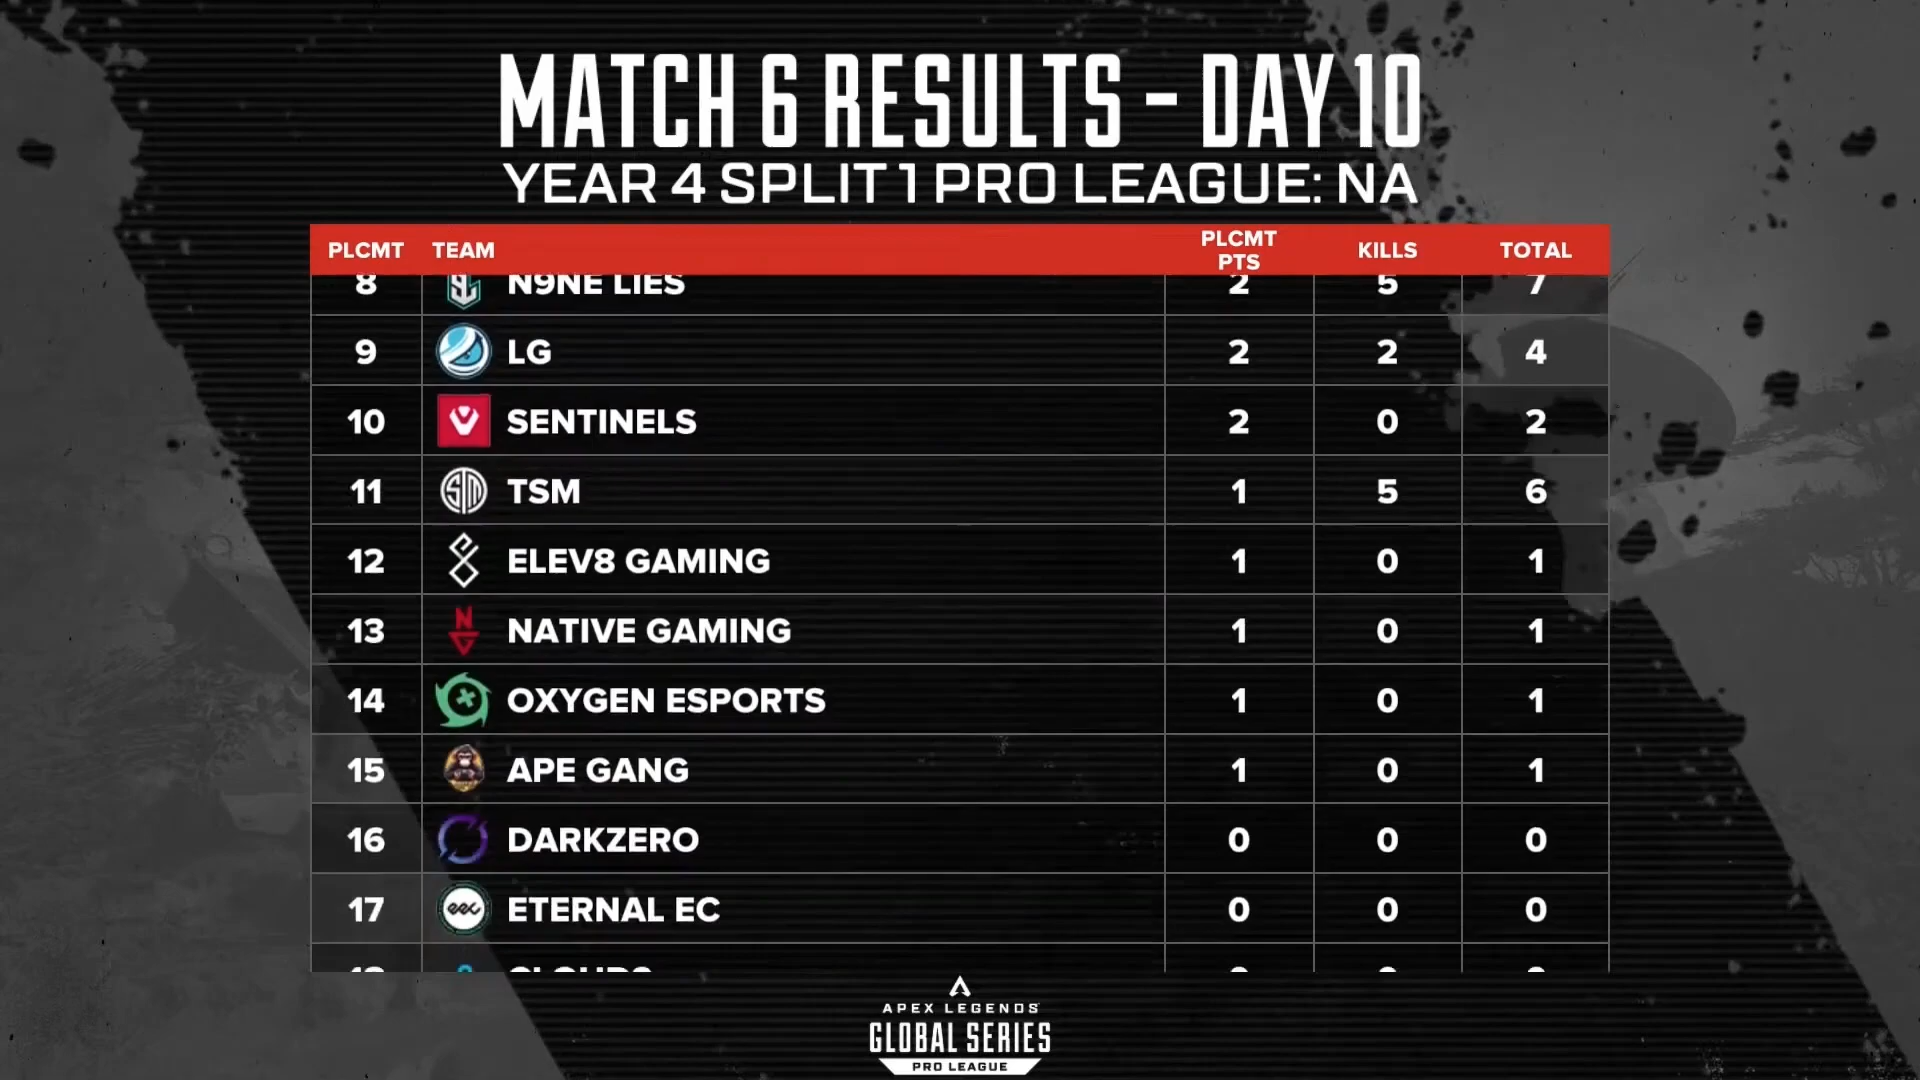 MATCH 6 RESULTS - DAY 10
YEAR 4 SPLIT 1 PRO LEAGUE: NA
PLCMT TEAM PLCMT PTS KILLS TOTAL
8 N9NE LIES 2 5 7
9 LG 2 2 4
10 SENTINELS 2 0 2
11 TSM 1 5 6
12 ELEV8 GAMING 1 0 1
13 NATIVE GAMING 1 0 1
14 OXYGEN ESPORTS 1 0 1
15 APE GANG 1 0 1
16 DARKZERO 0 0 0
17 ETERNAL EC 0 0 0
APEX LEGENDS
GLOBAL SERIES
PRO LEAGUE